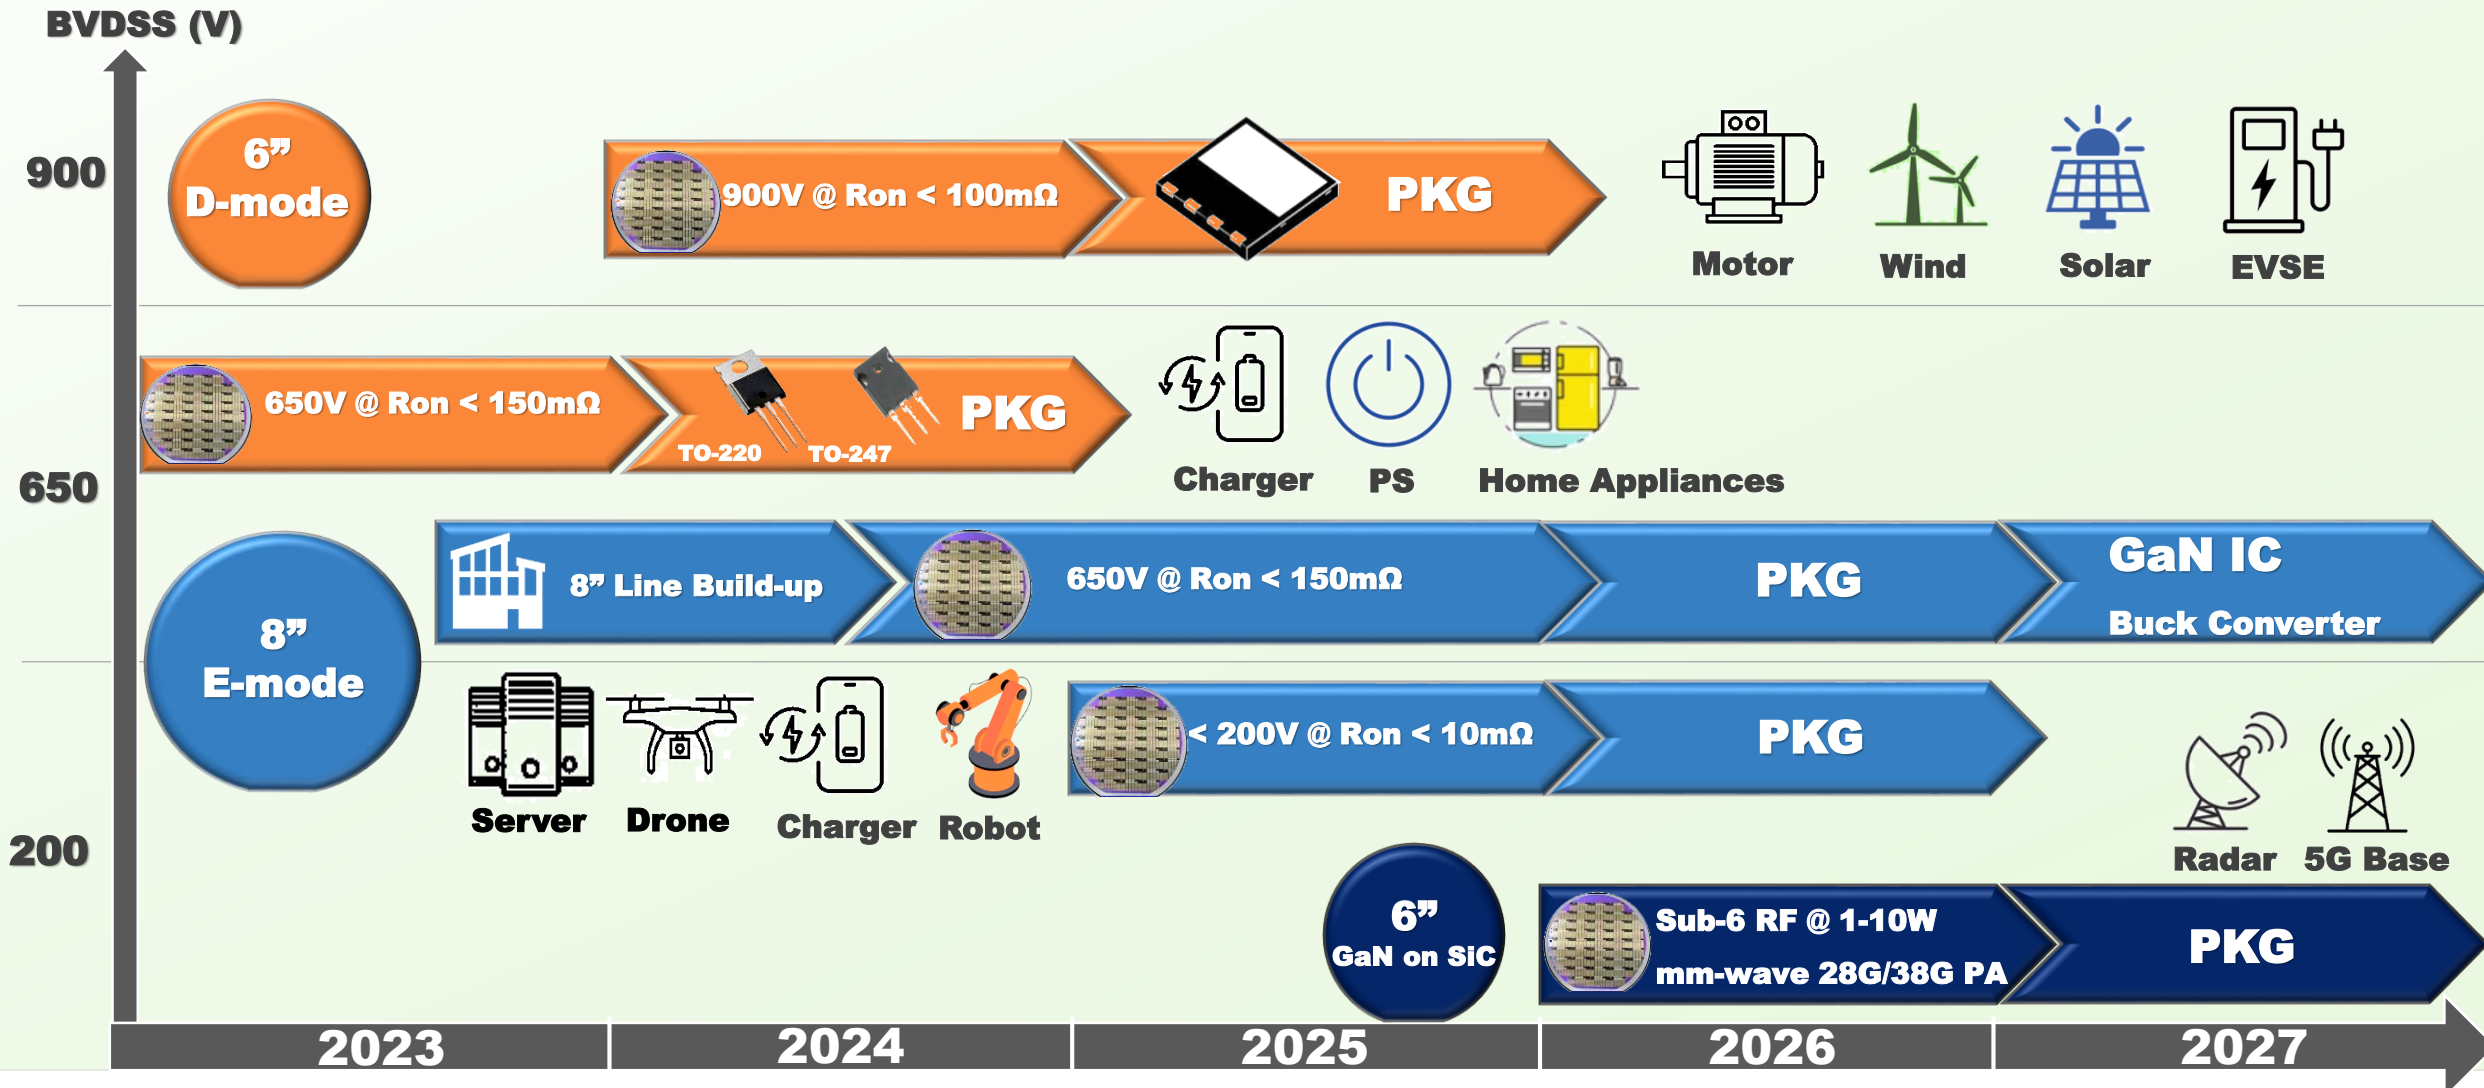 BVDSS (V)
900
6”
D-mode
900V @ Ron < 100mΩ
PKG
Motor
Wind
Solar
EVSE
650V @ Ron < 150mΩ
TO-220
TO-247
PKG
Charger
PS
Home Appliances
650
8” Line Build-up
650V @ Ron < 150mΩ
PKG
GaN IC
Buck Converter
8”
E-mode
Server
Drone
Charger
Robot
< 200V @ Ron < 10mΩ
PKG
Radar
5G Base
200
6”
GaN on SiC
Sub-6 RF @ 1-10W
mm-wave 28G/38G PA
PKG
2023
2024
2025
2026
2027